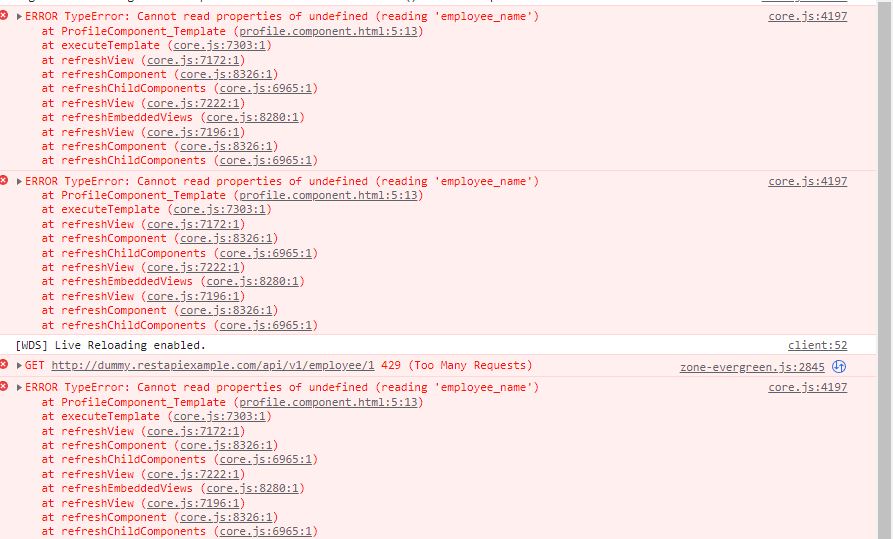 ERROR TypeError: Cannot read properties of undefined (reading 'employee_name') core.js:4197
at ProfileComponent_Template (profile.component.html:5:13)
at executeTemplate (core.js:7303:1)
at refreshView (core.js:7172:1)
at refreshComponent (core.js:8326:1)
at refreshChildComponents (core.js:6965:1)
at refreshView (core.js:7222:1)
at refreshEmbeddedViews (core.js:8280:1)
at refreshView (core.js:7196:1)
at refreshComponent (core.js:8326:1)
at refreshChildComponents (core.js:6965:1)
ERROR TypeError: Cannot read properties of undefined (reading 'employee_name') core.js:4197
at ProfileComponent_Template (profile.component.html:5:13)
at executeTemplate (core.js:7303:1)
at refreshView (core.js:7172:1)
at refreshComponent (core.js:8326:1)
at refreshChildComponents (core.js:6965:1)
at refreshView (core.js:7222:1)
at refreshEmbeddedViews (core.js:8280:1)
at refreshView (core.js:7196:1)
at refreshComponent (core.js:8326:1)
at refreshChildComponents (core.js:6965:1)
[WDS] Live Reloading enabled. client:52
GET http://dummy.restapiexample.com/api/v1/employee/1 429 (Too Many Requests) zone-evergreen.js:2845
ERROR TypeError: Cannot read properties of undefined (reading 'employee_name') core.js:4197
at ProfileComponent_Template (profile.component.html:5:13)
at executeTemplate (core.js:7303:1)
at refreshView (core.js:7172:1)
at refreshComponent (core.js:8326:1)
at refreshChildComponents (core.js:6965:1)
at refreshView (core.js:7222:1)
at refreshEmbeddedViews (core.js:8280:1)
at refreshView (core.js:7196:1)
at refreshComponent (core.js:8326:1)
at refreshChildComponents (core.js:6965:1)